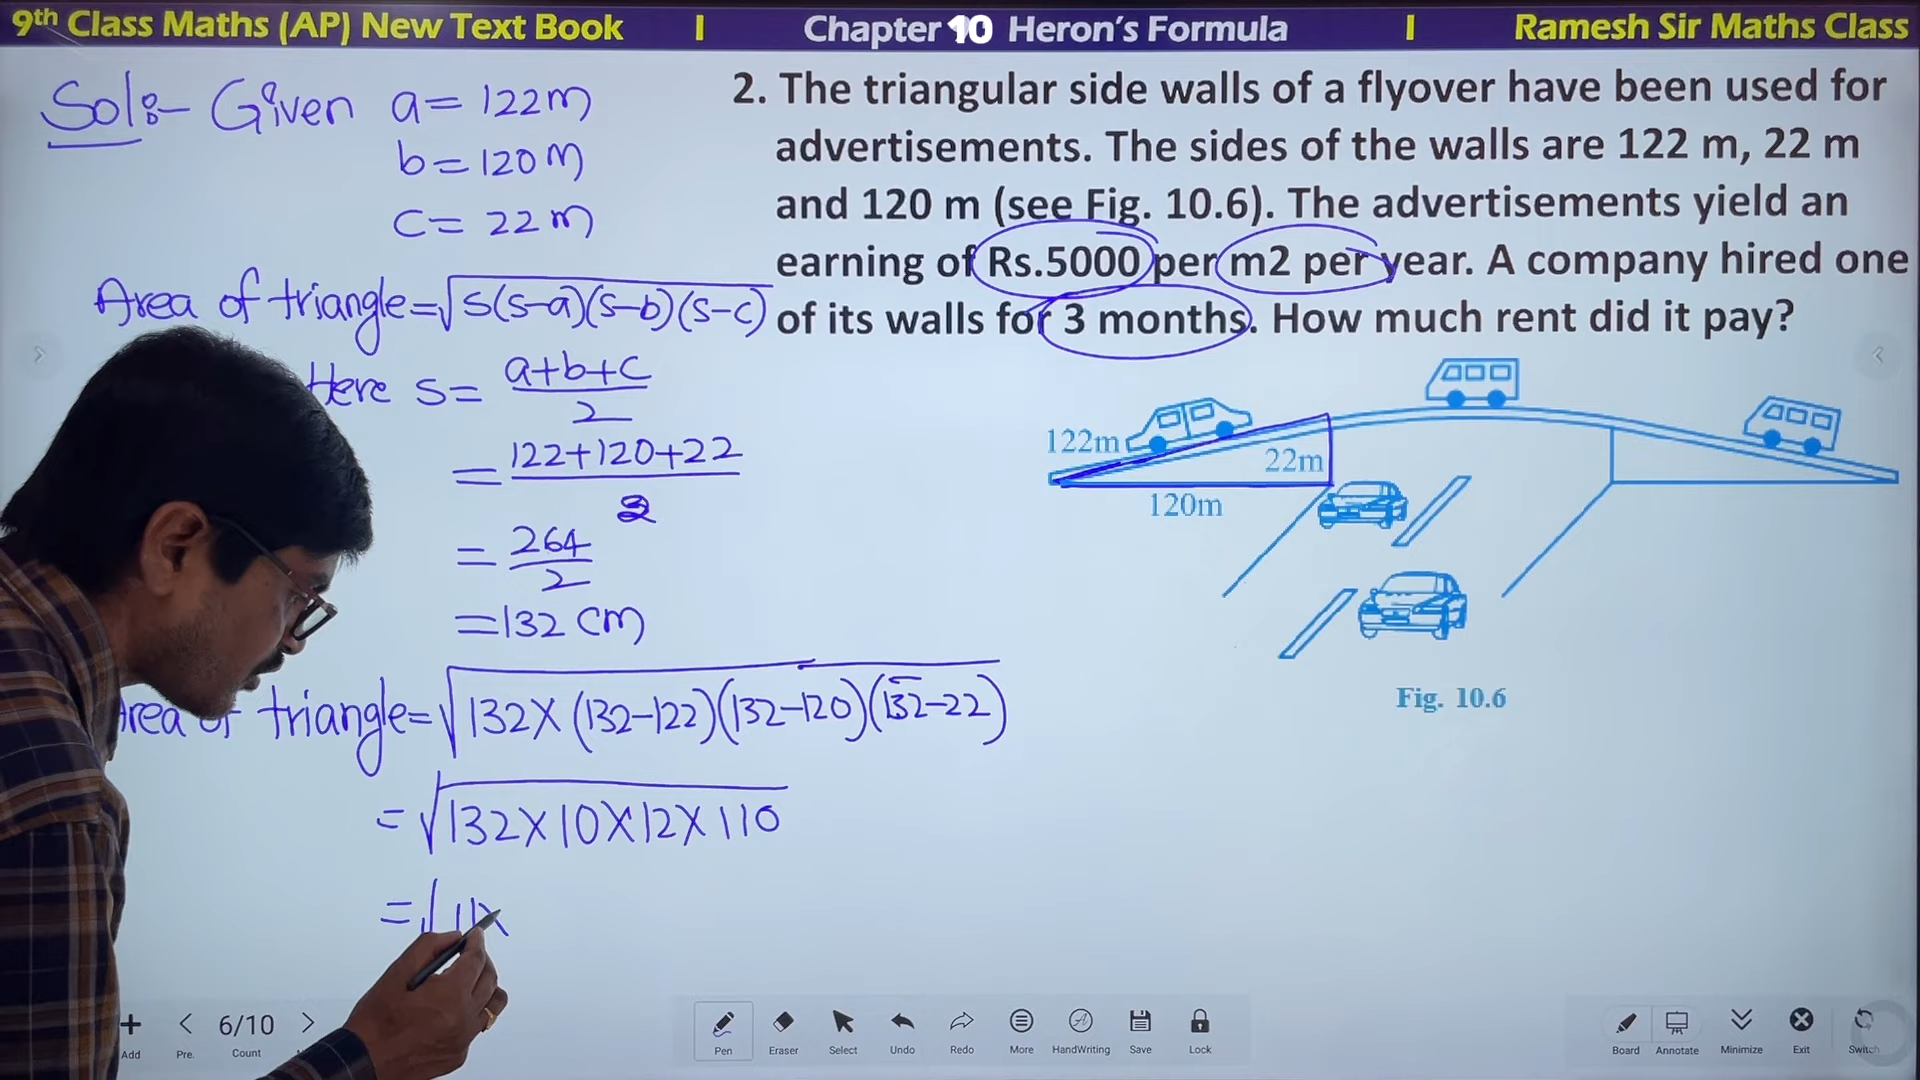 9th Class Maths (AP) New Text Book I Chapter 10 Heron's Formula I Ramesh Sir Maths Class
Sol:- Given a = 122m
b = 120m
c = 22m
Area of triangle = √s(s-a)(s-b)(s-c)
Here s = a+b+c
2
= 122+120+22
2
= 264
2
= 132 cm
Area of triangle = √132×(132-122)(132-120)(132-22)
= √132×10×12×110
= √11×
2. The triangular side walls of a flyover have been used for
advertisements. The sides of the walls are 122 m, 22 m
and 120 m (see Fig. 10.6). The advertisements yield an
earning of Rs.5000 per m2 per year. A company hired one
of its walls for 3 months. How much rent did it pay?
122m
22m
120m
Fig. 10.6
6/10
Add Pre. Count
Pen Eraser Select Undo Redo More HandWriting Save Lock
Board Annotate Minimize Exit Switch